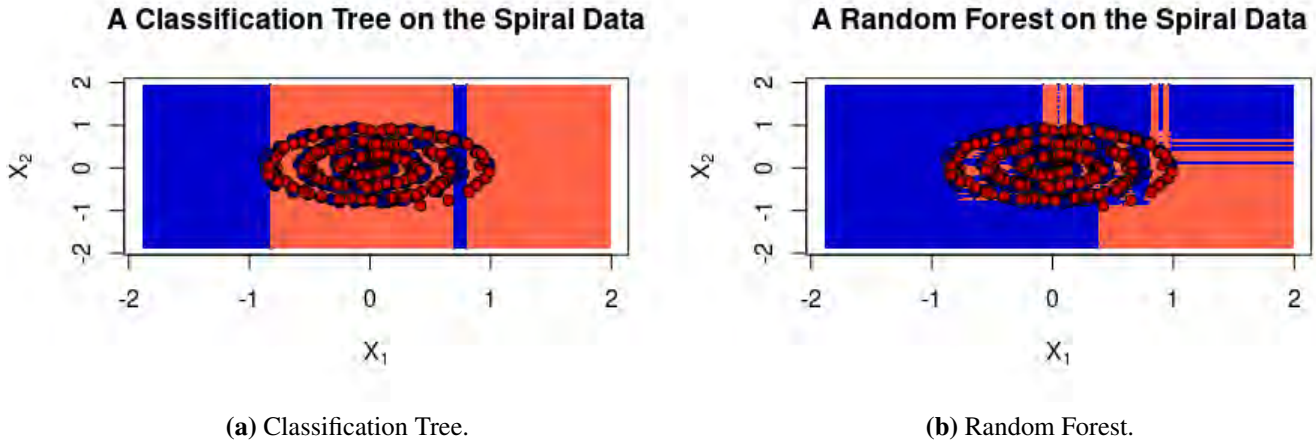 A Classification Tree on the Spiral Data
X₂
2
1
0
-1
-2
-2 -1 0 1 2
X₁
(a) Classification Tree.
A Random Forest on the Spiral Data
X₂
2
1
0
-1
-2
-2 -1 0 1 2
X₁
(b) Random Forest.